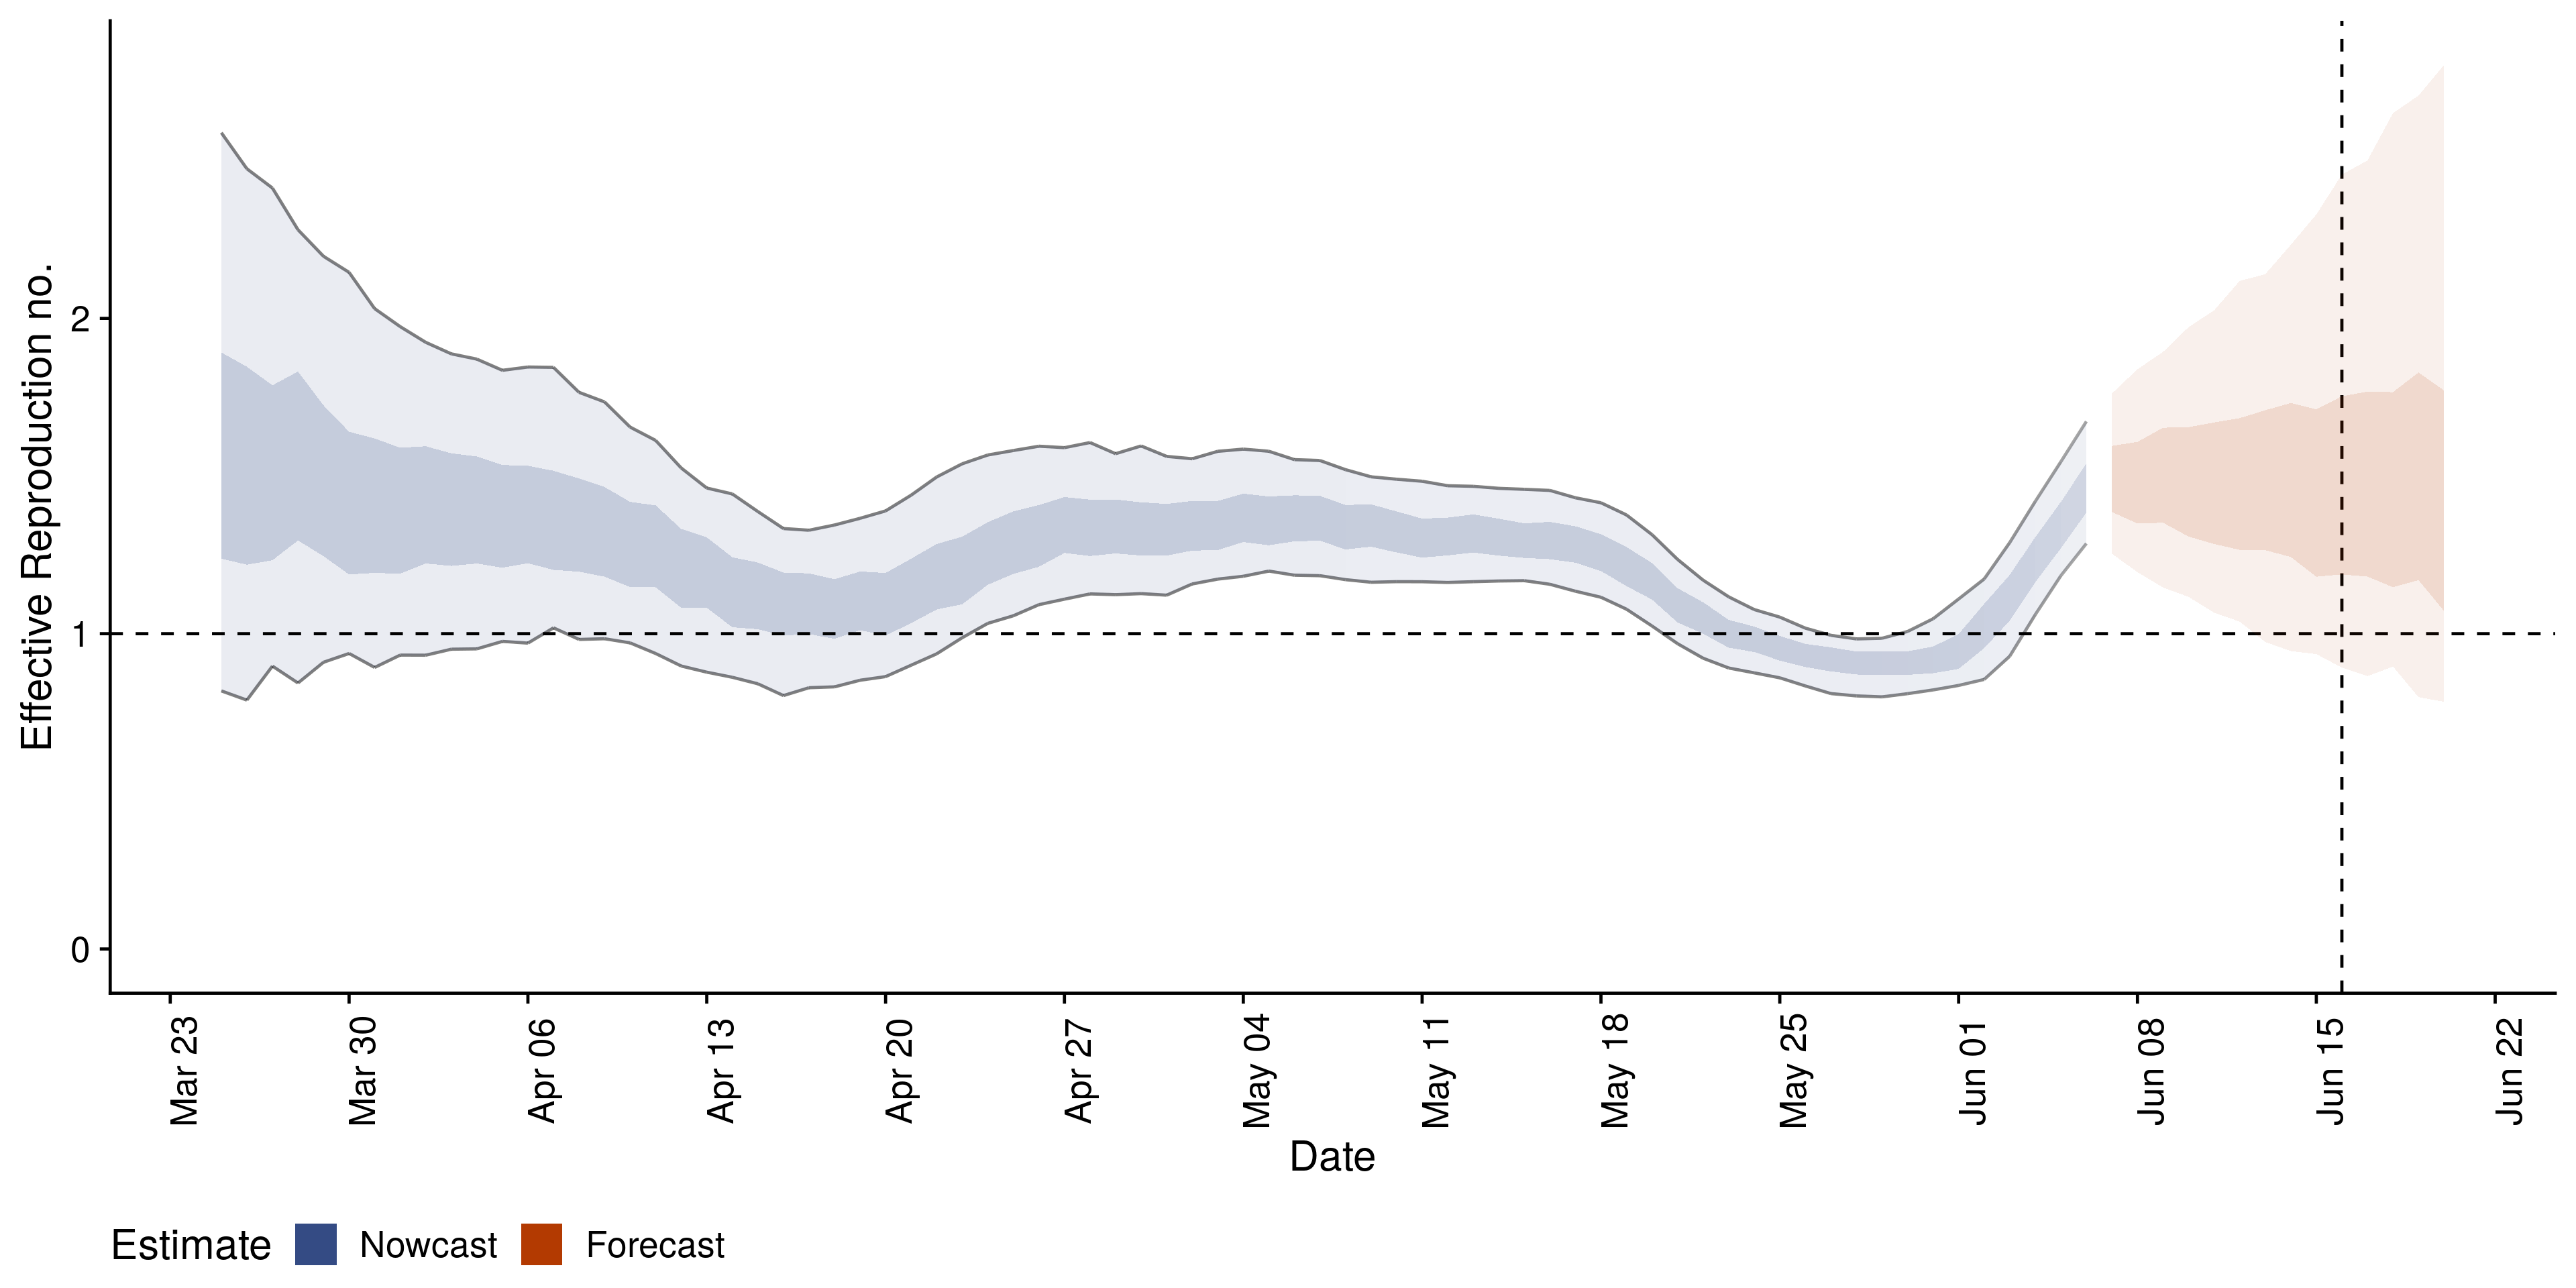 Effective Reproduction no.
2
1
0
Mar 23
Mar 30
Apr 06
Apr 13
Apr 20
Apr 27
May 04
May 11
May 18
May 25
Jun 01
Jun 08
Jun 15
Jun 22
Date
Estimate Nowcast Forecast